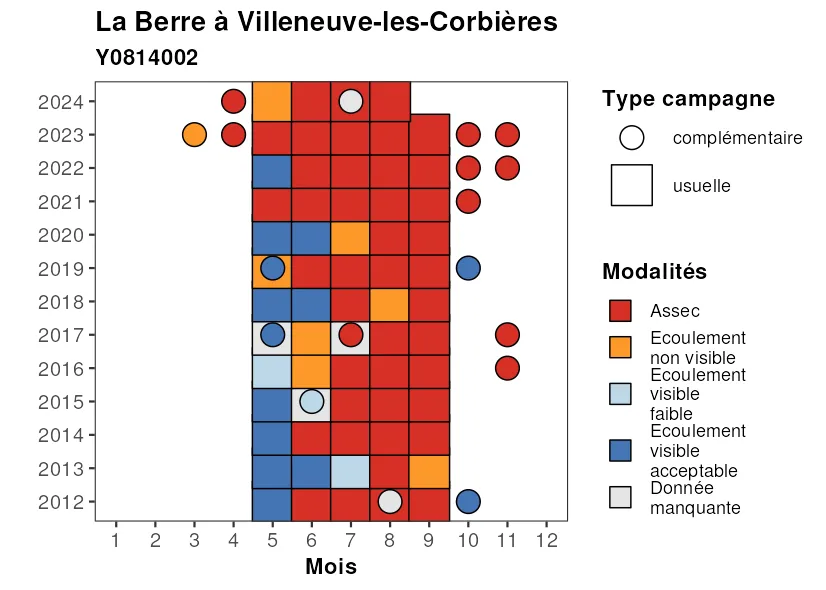 La Berre à Villeneuve-les-Corbières
Y0814002
2024
2023
2022
2021
2020
2019
2018
2017
2016
2015
2014
2013
2012
1 2 3 4 5 6 7 8 9 10 11 12
Mois
Type campagne
complémentaire
usuelle
Modalités
Assec
Ecoulement
non visible
Ecoulement
visible
faible
Ecoulement
visible
acceptable
Donnée
manquante